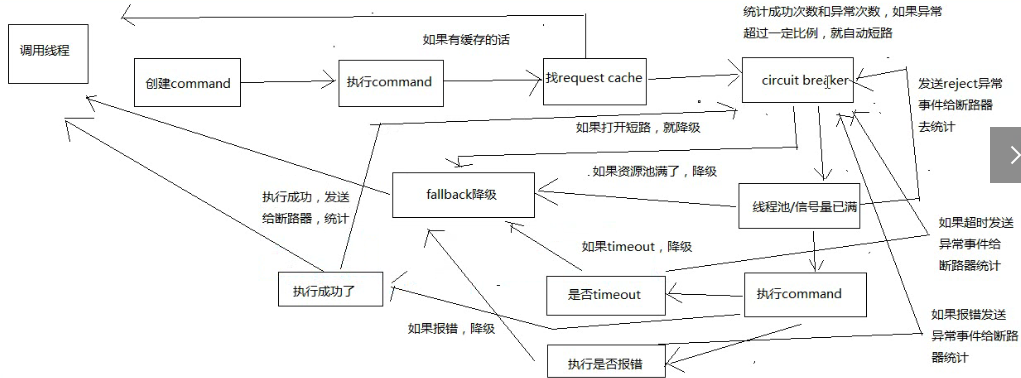 统计成功次数和异常次数，如果异常
超过一定比例，就自动短路
调用线程
如果有缓存的话
创建command
执行command
找request cache
circuit breaker
发送reject异常
事件给断路器
去统计
如果打开短路，就降级
如果资源池满了，降级
fallback降级
执行成功，发送
给断路器，统计
线程池/信号量已满
如果超时发送
异常事件给
断路器统计
如果timeout，降级
执行成功了
是否timeout
执行command
如果报错，降级
如果报错发送
异常事件给断路
器统计
执行是否报错